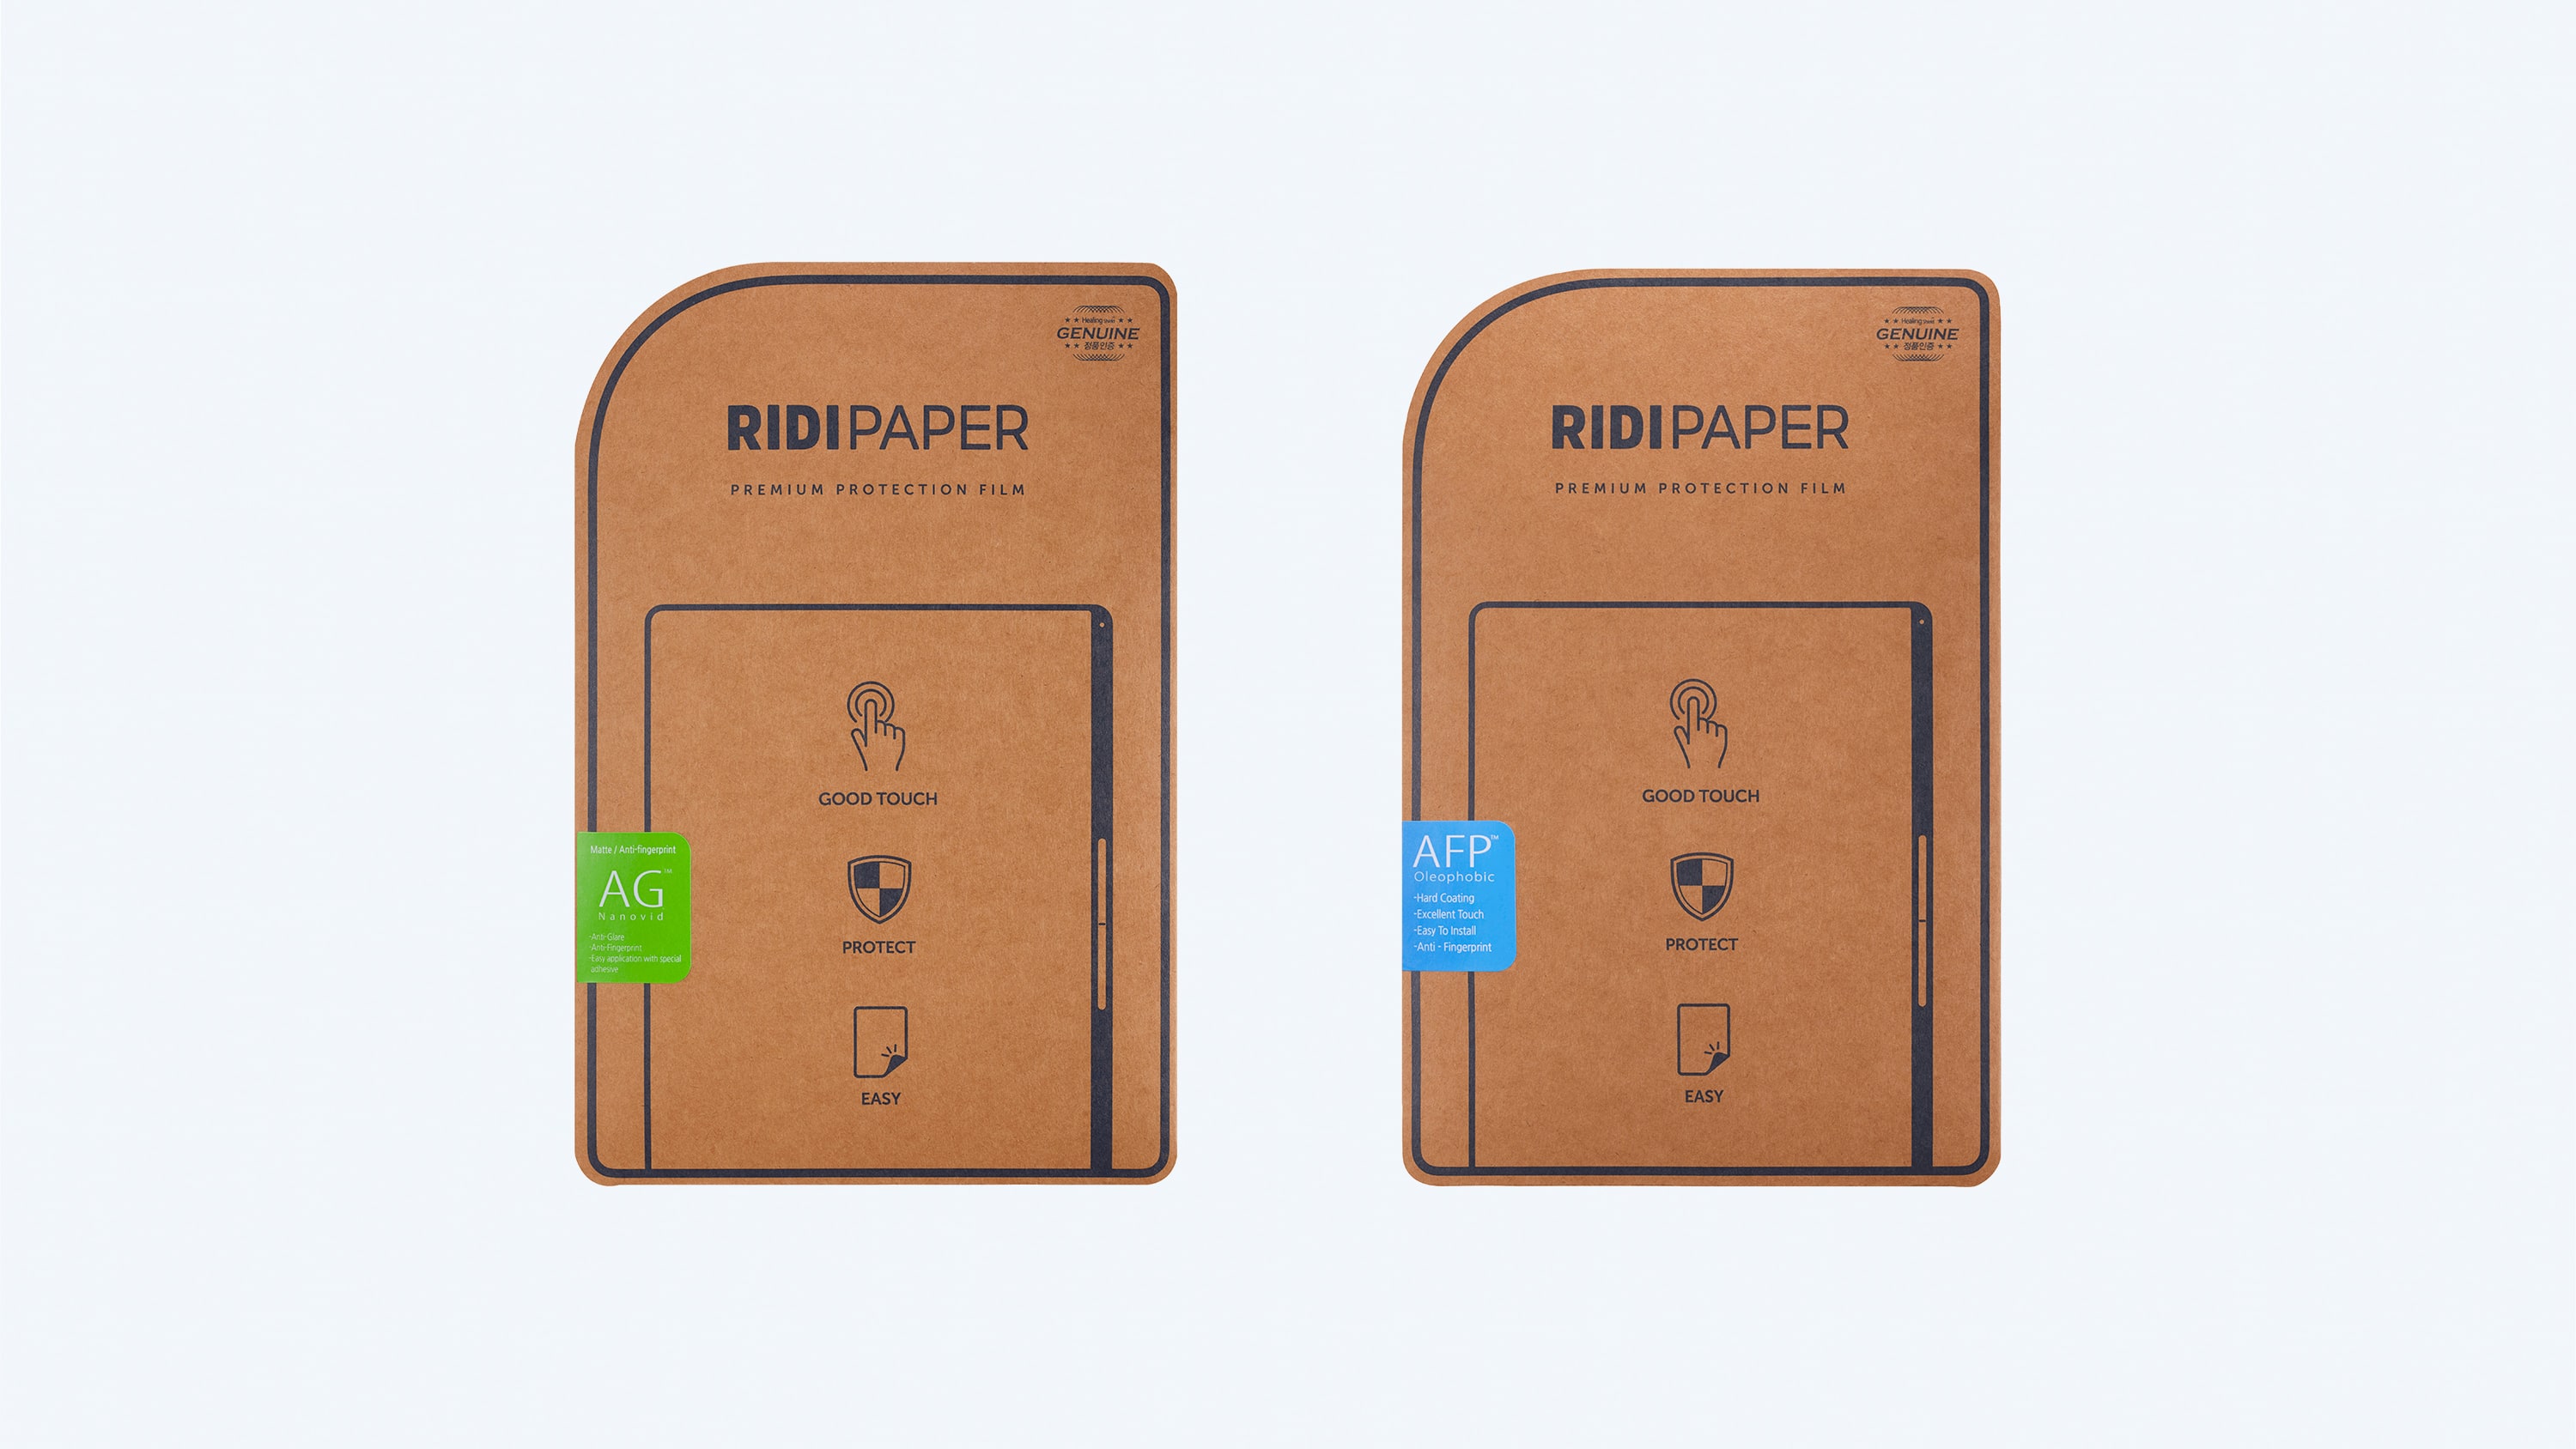 ★ ★ Healing Shield ★ ★
GENUINE
★ ★ 정품인증 ★ ★
RIDIPAPER
PREMIUM PROTECTION FILM
GOOD TOUCH
PROTECT
EASY
Matte / Anti-fingerprint
AG™
Nanovid
-Anti-Glare
-Anti-Fingerprint
-Easy application with special
adhesive
★ ★ Healing Shield ★ ★
GENUINE
★ ★ 정품인증 ★ ★
RIDIPAPER
PREMIUM PROTECTION FILM
GOOD TOUCH
PROTECT
EASY
AFP™
Oleophobic
-Hard Coating
-Excellent Touch
-Easy To Install
-Anti - Fingerprint